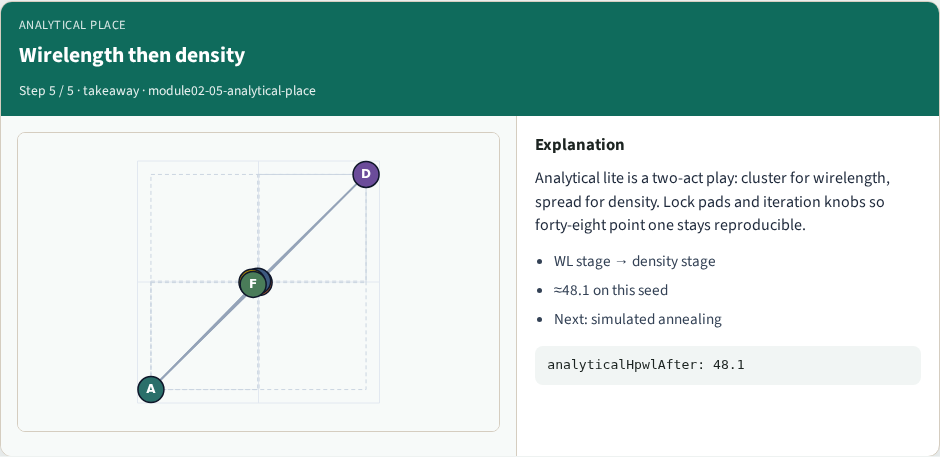 ANALYTICAL PLACE
Wirelength then density
Step 5 / 5 · takeaway · module02-05-analytical-place
D
F
A
Explanation
Analytical lite is a two-act play: cluster for wirelength,
spread for density. Lock pads and iteration knobs so
forty-eight point one stays reproducible.
• WL stage → density stage
• ≈48.1 on this seed
• Next: simulated annealing
analyticalHpwlAfter: 48.1